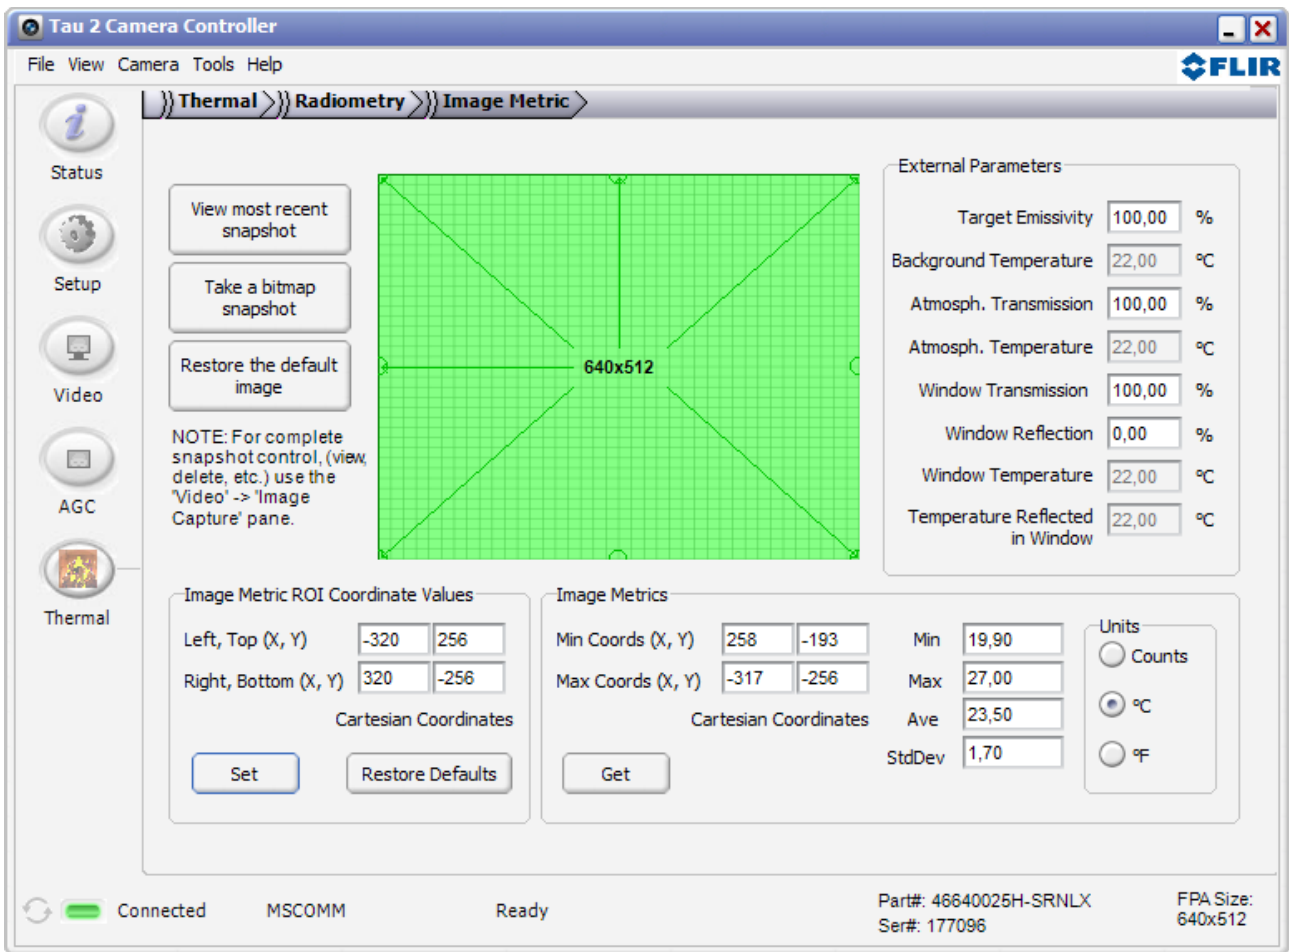 Tau 2 Camera Controller
File View Camera Tools Help
FLIR
Thermal Radiometry Image Metric
Status
Setup
Video
AGC
Thermal
View most recent
snapshot
Take a bitmap
snapshot
Restore the default
image
NOTE: For complete
snapshot control, (view,
delete, etc.) use the
'Video' -> 'Image
Capture' pane.
640x512
External Parameters
Target Emissivity 100,00 %
Background Temperature 22,00 ºC
Atmosph. Transmission 100,00 %
Atmosph. Temperature 22,00 ºC
Window Transmission 100,00 %
Window Reflection 0,00 %
Window Temperature 22,00 ºC
Temperature Reflected 22,00 ºC
in Window
Image Metric ROI Coordinate Values
Left, Top (X, Y) -320 256
Right, Bottom (X, Y) 320 -256
Cartesian Coordinates
Set Restore Defaults
Image Metrics
Min Coords (X, Y) 258 -193
Max Coords (X, Y) -317 -256
Cartesian Coordinates
Get
Min 19,90
Max 27,00
Ave 23,50
StdDev 1,70
Units
Counts
ºC
ºF
Connected MSCOMM Ready
Part#: 46640025H-SRNLX
Ser#: 177096
FPA Size:
640x512